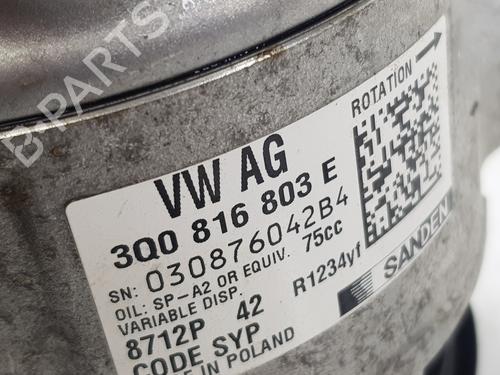 B-PARTS
ROTATION
VW AG
3Q0 816 803 E
SN: 030876042B4
OIL: SP-A2 OR EQUIV. 75cc
VARIABLE DISP. R1234yf
8712P 42
CODE SYP
IN POLAND
SANDEN